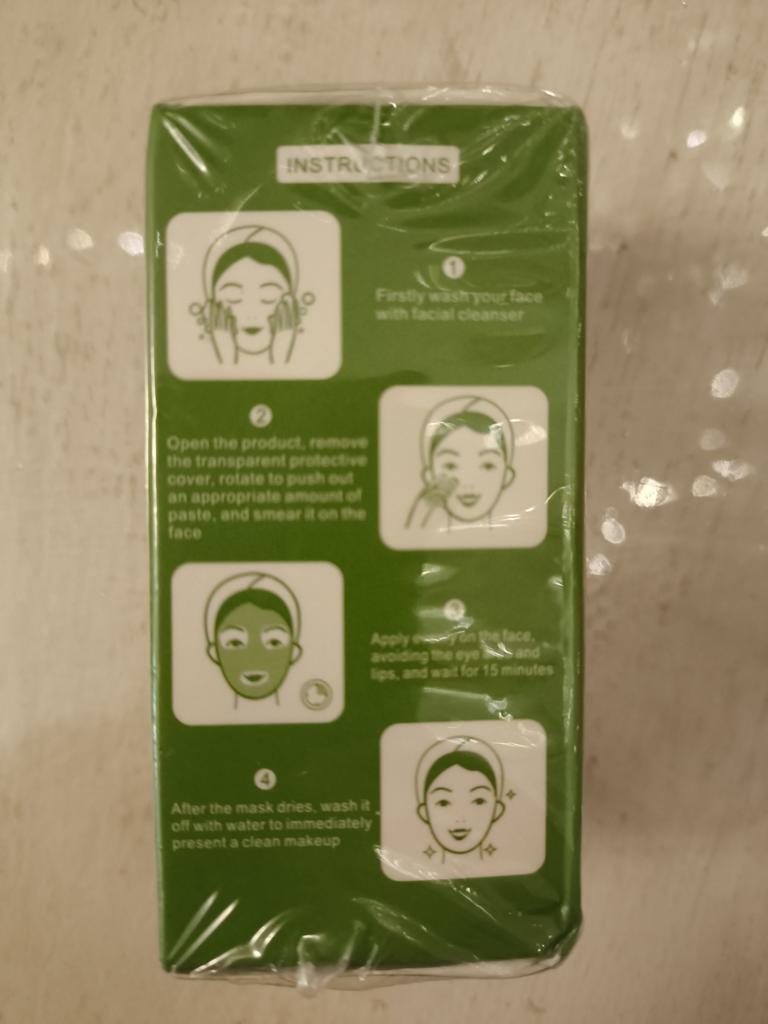 INSTRUCTIONS
1
Firstly wash your face
with facial cleanser
2
Open the product, remove
the transparent protective
cover, rotate to push out
an appropriate amount of
paste, and smear it on the
face
3
Apply on the face,
avoiding the eye and
lips, and wait for 15 minutes
4
After the mask dries, wash it
off with water to immediately
present a clean makeup